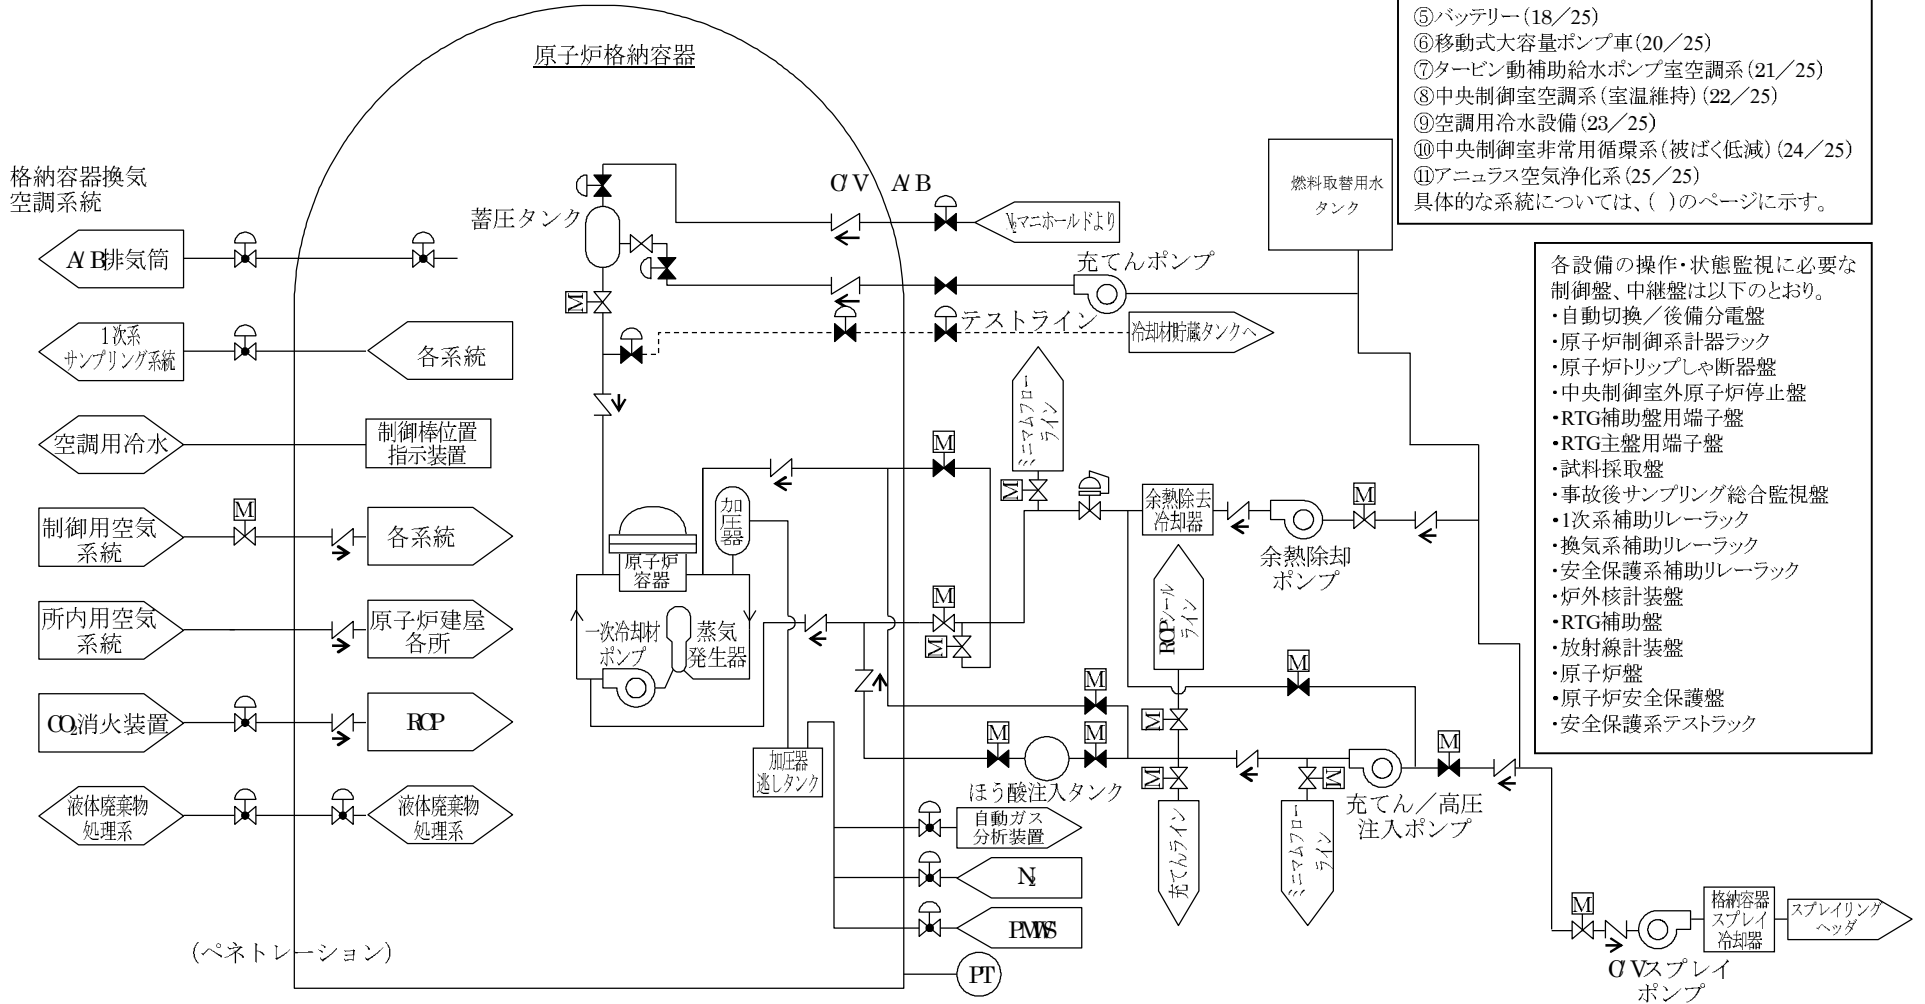 ⑤バッテリー(18/25)
⑥移動式大容量ポンプ車(20/25)
⑦タービン動補助給水ポンプ室空調系(21/25)
⑧中央制御室空調系(室温維持)(22/25)
⑨空調用冷水設備(23/25)
⑩中央制御室非常用循環系(被ばく低減)(24/25)
⑪アニュラス空気浄化系(25/25)
具体的な系統については、( )のページに示す。
各設備の操作・状態監視に必要な
制御盤、中継盤は以下のとおり。
・自動切換/後備分電盤
・原子炉制御系計器ラック
・原子炉トリップしゃ断器盤
・中央制御室外原子炉停止盤
・RTG補助盤用端子盤
・RTG主盤用端子盤
・試料採取盤
・事故後サンプリング総合監視盤
・1次系補助リレーラック
・換気系補助リレーラック
・安全保護系補助リレーラック
・炉外核計装盤
・RTG補助盤
・放射線計装盤
・原子炉盤
・原子炉安全保護盤
・安全保護系テストラック
原子炉格納容器
格納容器換気
空調系統
A/B排気筒
1次系
サンプリング系統
各系統
空調用冷水
制御棒位置
指示装置
制御用空気
系統
M
各系統
所内用空気
系統
原子炉建屋
各所
CO₂消火装置
RCP
液体廃棄物
処理系
液体廃棄物
処理系
(ペネトレーション)
蓄圧タンク
C/V
A/B
N₂マニホールドより
充てんポンプ
テストライン
冷却材貯蔵タンクへ
燃料取替用水
タンク
M
M
ミニマムフロー
ライン
M
余熱除去
冷却器
M
余熱除却
ポンプ
加圧器
原子炉
容器
一次冷却材
ポンプ
蒸気
発生器
M
M
RCPシール
ライン
M
M
M
M
M
ほう酸注入タンク
加圧器
逃しタンク
M
充てんライン
M
ミニマムフロー
ライン
M
充てん/高圧
注入ポンプ
自動ガス
分析装置
N₂
PMWS
PT
M
格納容器
スプレイ
冷却器
スプレイリング
ヘッダ
C/Vスプレイ
ポンプ